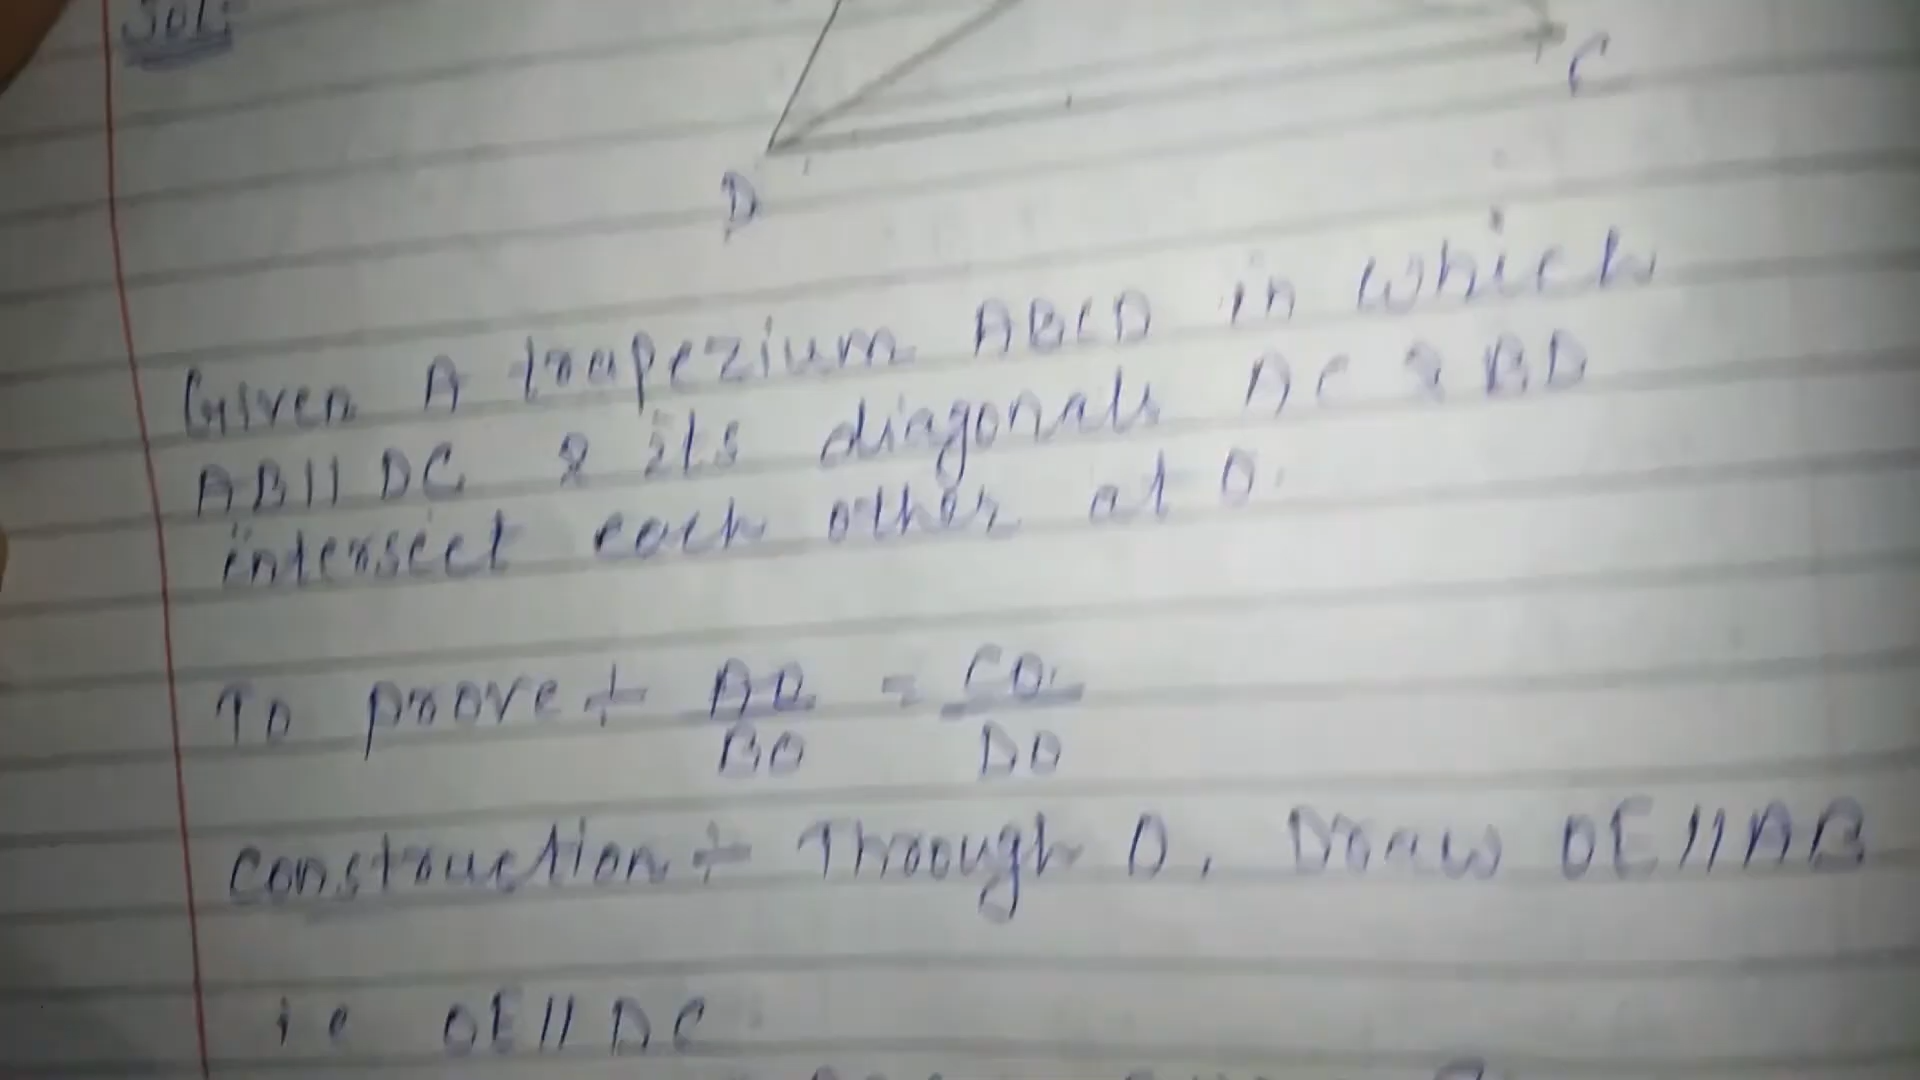 Sol:
C
D
Given A trapezium ABCD in which
AB || DC & its diagonals AC & BD
intersect each other at O.
To prove ÷ AO/BO = CO/DO
construction ÷ Through O, Draw OE || AB
ie OE || DC